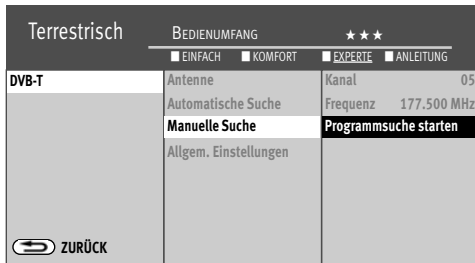 Terrestrisch
BEDIENUMFANG ★★★
EINFACH KOMFORT EXPERTE ANLEITUNG
DVB-T
Antenne
Automatische Suche
Manuelle Suche
Allgem. Einstellungen
Kanal 05
Frequenz 177.500 MHz
Programmsuche starten
ZURÜCK